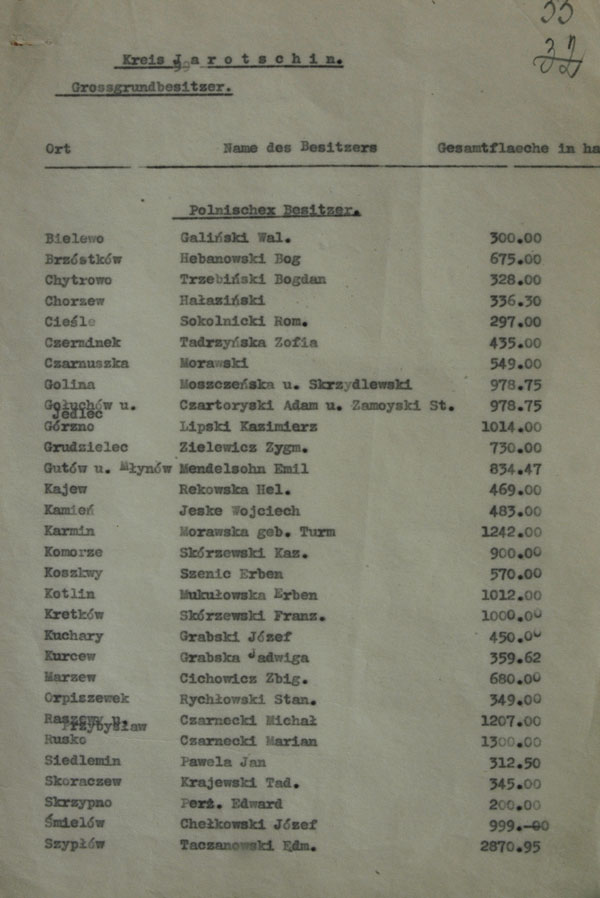 33
32
Kreis Jarotschin.
Grossgrundbesitzer.
Ort Name des Besitzers Gesamtflaeche in ha
Polnischex Besitzer.
Bielewo Galiński Wal. 300.00
Brzóstków Hebanowski Bog 675.00
Chytrowo Trzebiński Bogdan 328.00
Chorzew Hałaziński 336.30
Cieśle Sokolnicki Rom. 297.00
Czerminek Tadrzyńska Zofia 435.00
Czarnuszka Morawski 549.00
Golina Moszczeńska u. Skrzydlewski 978.75
Gołuchów u. Jedlec Czartoryski Adam u. Zamoyski St. 978.75
Górzno Lipski Kazimierz 1014.00
Grudzielec Zielewicz Zygm. 730.00
Gutów u. Młynów Mendelsohn Emil 834.47
Kajew Rekowska Hel. 469.00
Kamień Jeske Wojciech 483.00
Karmin Morawska geb. Turm 1242.00
Komorze Skórzewski Kaz. 900.00
Koszkwy Szenic Erben 570.00
Kotlin Mukułowska Erben 1012.00
Kretków Skórzewski Franz. 1000.00
Kuchary Grabski Józef 450.00
Kurcew Grabska Jadwiga 359.62
Marzew Cichowicz Zbig. 680.00
Orpiszewek Rychłowski Stan. 349.00
Raszewy u. Przybysław Czarnecki Michał 1207.00
Rusko Czarnecki Marian 1300.00
Siedlemin Pawela Jan 312.50
Skoraczew Krajewski Tad. 345.00
Skrzypno Perż. Edward 200.00
Śmielów Chełkowski Józef 999.-00
Szypłów Taczanowski Edm. 2870.95